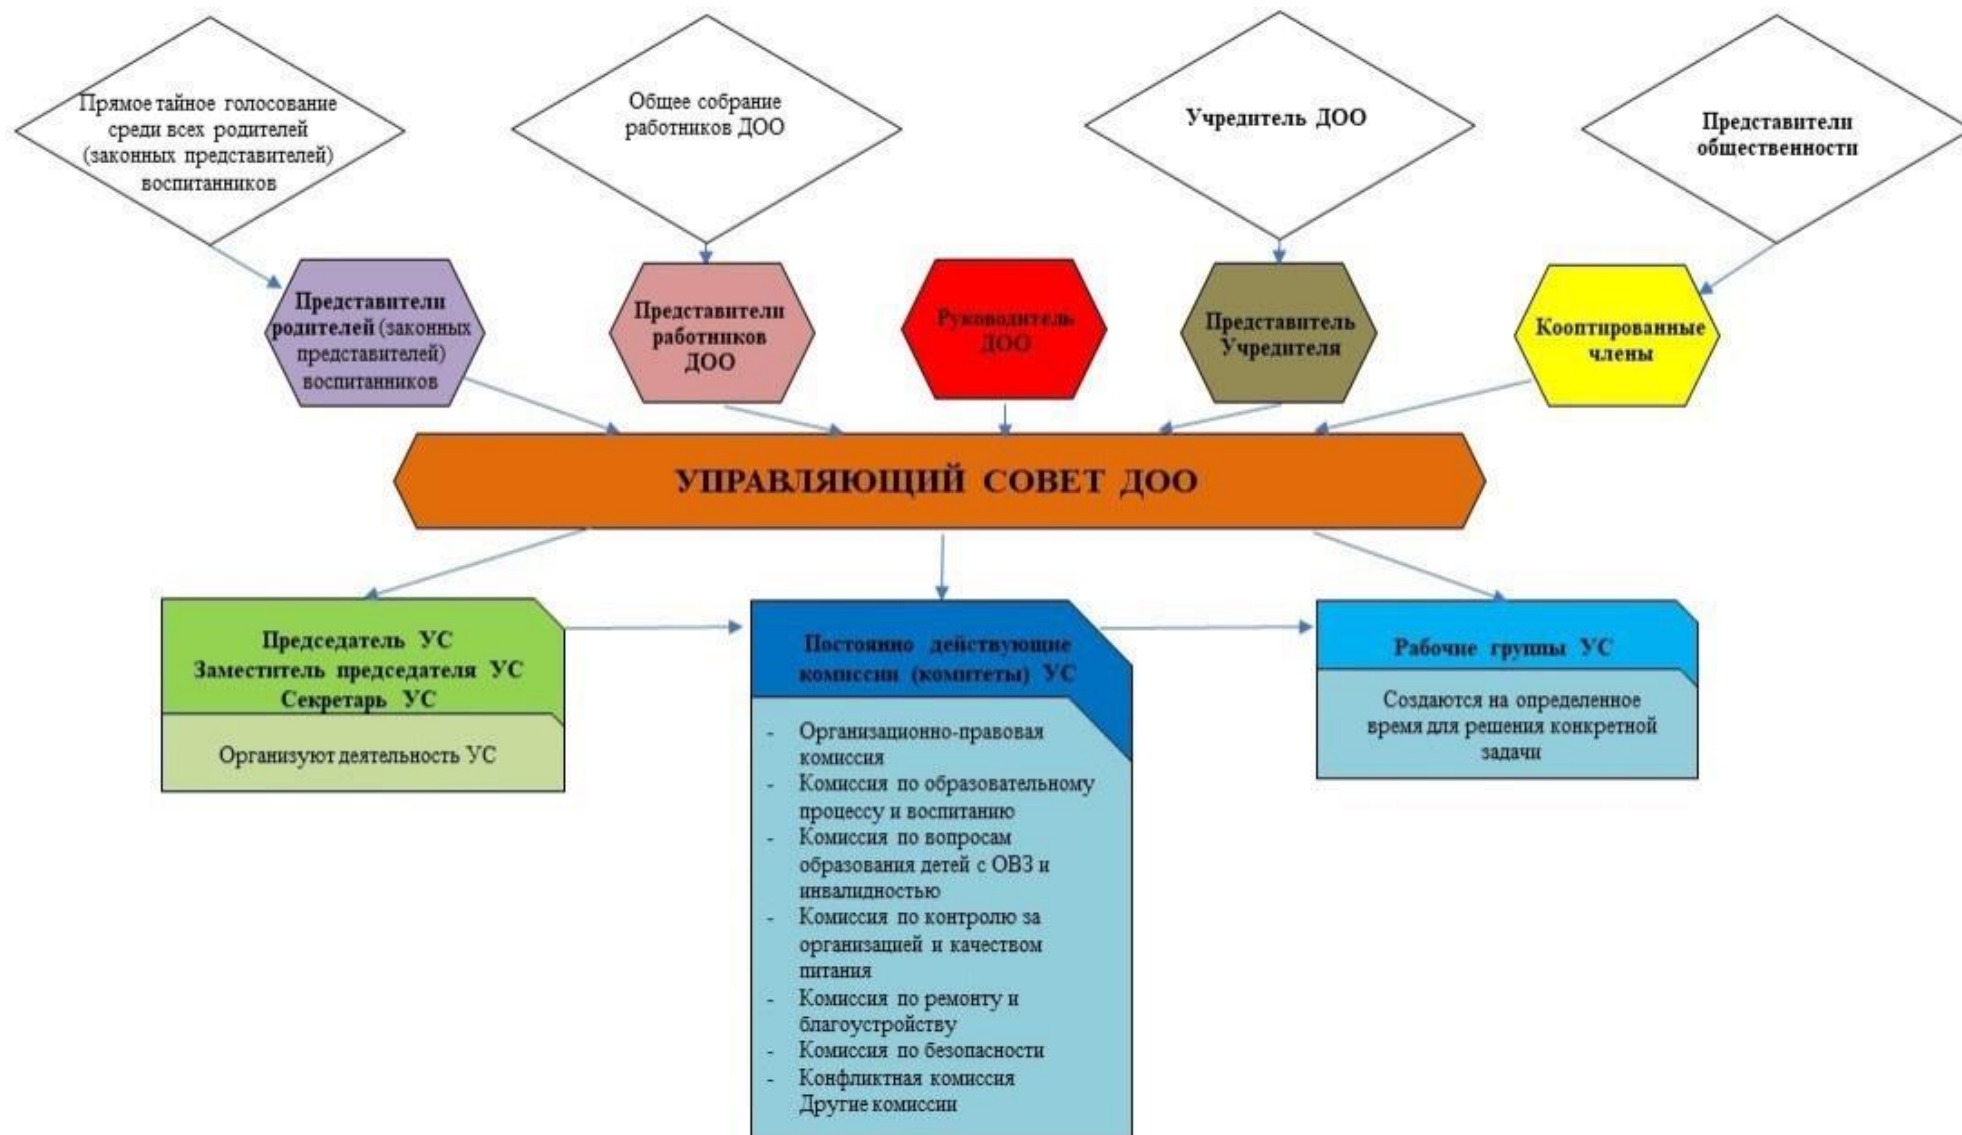 Прямое тайное голосование
среди всех родителей
(законных представителей)
воспитанников
Общее собрание
работников ДОО
Учредитель ДОО
Представители
общественности
Представители
родителей (законных
представителей)
воспитанников
Представители
работников
ДОО
Руководитель
ДОО
Представитель
Учредителя
Кооптированные
члены
УПРАВЛЯЮЩИЙ СОВЕТ ДОО
Председатель УС
Заместитель председателя УС
Секретарь УС
Организуют деятельность УС
Постоянно действующие
комиссии (комитеты) УС
- Организационно-правовая
комиссия
- Комиссия по образовательному
процессу и воспитанию
- Комиссия по вопросам
образования детей с ОВЗ и
инвалидностью
- Комиссия по контролю за
организацией и качеством
питания
- Комиссия по ремонту и
благоустройству
- Комиссия по безопасности
- Конфликтная комиссия
Другие комиссии
Рабочие группы УС
Создаются на определенное
время для решения конкретной
задачи